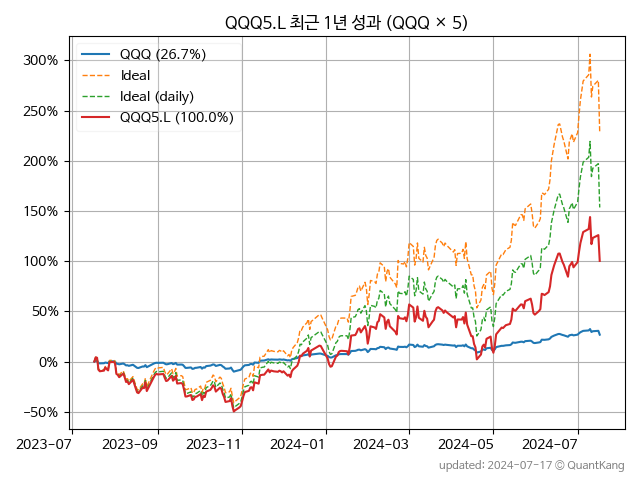 QQQ5.L 최근 1년 성과 (QQQ × 5)
QQQ (26.7%)
Ideal
Ideal (daily)
QQQ5.L (100.0%)
300%
250%
200%
150%
100%
50%
0%
−50%
2023-07 2023-09 2023-11 2024-01 2024-03 2024-05 2024-07
updated: 2024-07-17 © QuantKang